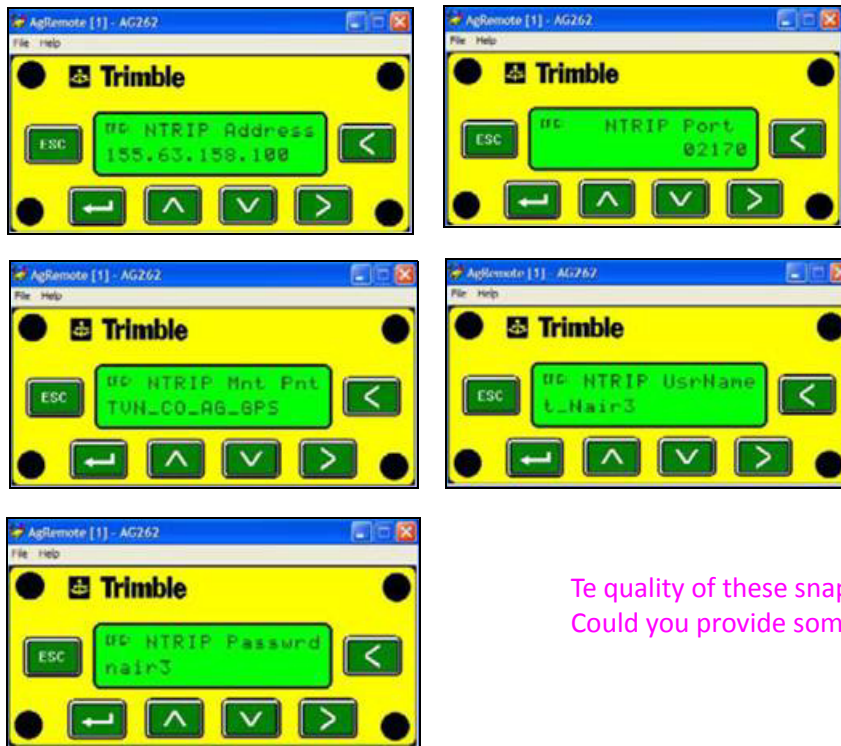 AgRemote [1] - AG262
File Help
Trimble
ESC
NTRIP Address
155.63.158.100
<
AgRemote [1] - AG262
File Help
Trimble
ESC
NTRIP Port
02170
<
AgRemote [1] - AG262
File Help
Trimble
ESC
NTRIP Mnt Pnt
TVN_CO_AG_GPS
<
AgRemote [1] - AG262
File Help
Trimble
ESC
NTRIP UsrName
t_Nair3
<
AgRemote [1] - AG262
File Help
Trimble
ESC
NTRIP Passwrd
nair3
<
Te quality of these snap
Could you provide som